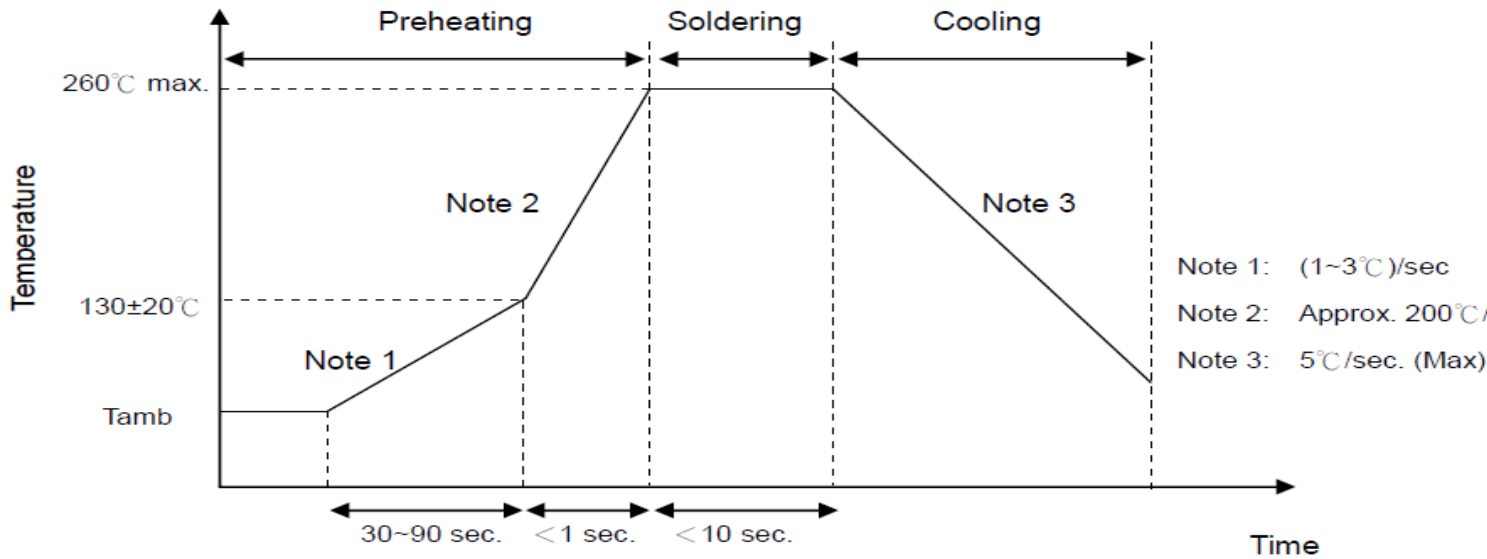 Preheating
Soldering
Cooling
260℃ max.
Temperature
Note 2
Note 3
Note 1: (1~3℃)/sec
130±20℃
Note 2: Approx. 200℃/
Note 1
Note 3: 5℃/sec. (Max)
Tamb
30~90 sec.
<1 sec.
<10 sec.
Time